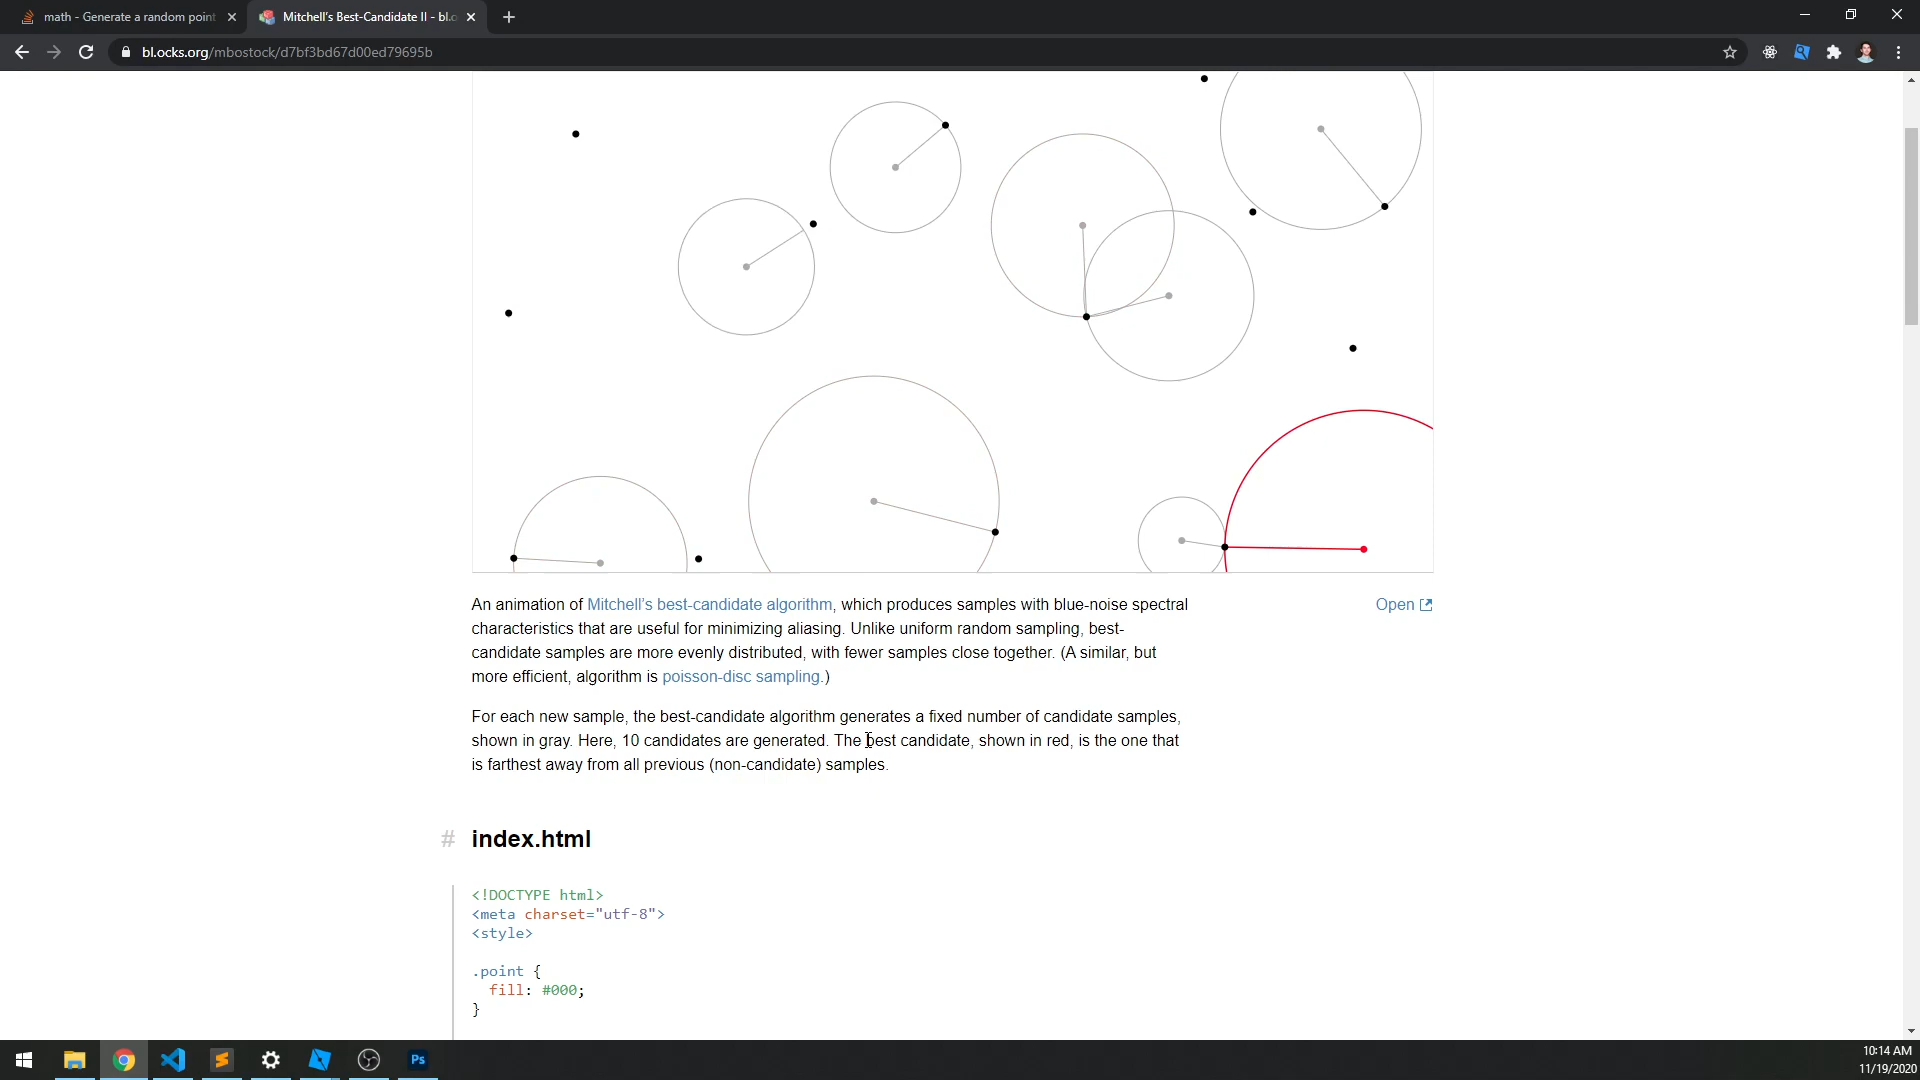 math - Generate a random point
Mitchell's Best-Candidate II - bl.o
bl.ocks.org/mbostock/d7bf3bd67d00ed79695b
An animation of Mitchell's best-candidate algorithm, which produces samples with blue-noise spectral
Open
characteristics that are useful for minimizing aliasing. Unlike uniform random sampling, best-
candidate samples are more evenly distributed, with fewer samples close together. (A similar, but
more efficient, algorithm is poisson-disc sampling.)
For each new sample, the best-candidate algorithm generates a fixed number of candidate samples,
shown in gray. Here, 10 candidates are generated. The best candidate, shown in red, is the one that
is farthest away from all previous (non-candidate) samples.
# index.html
<!DOCTYPE html>
<meta charset="utf-8">
<style>
.point {
fill: #000;
}
Ps
10:14 AM
11/19/2020